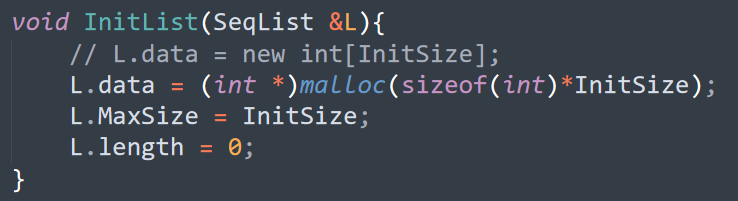 void InitList(SeqList &L){
    // L.data = new int[InitSize];
    L.data = (int *)malloc(sizeof(int)*InitSize);
    L.MaxSize = InitSize;
    L.length = 0;
}